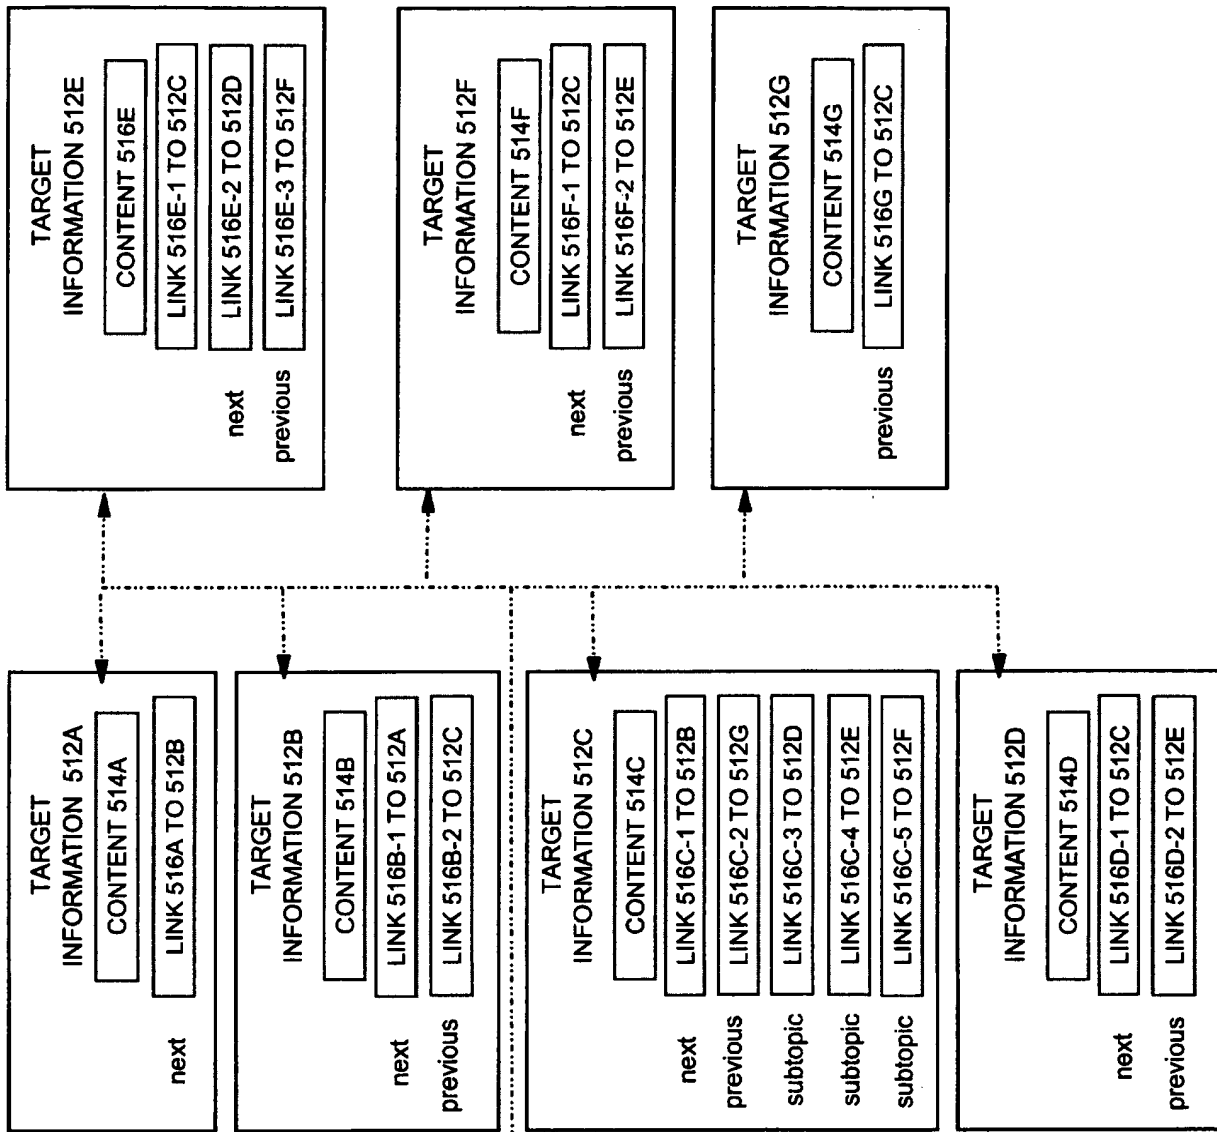 TARGET
INFORMATION 512A
CONTENT 514A
next LINK 516A TO 512B
TARGET
INFORMATION 512B
CONTENT 514B
next LINK 516B-1 TO 512A
previous LINK 516B-2 TO 512C
TARGET
INFORMATION 512C
CONTENT 514C
next LINK 516C-1 TO 512B
previous LINK 516C-2 TO 512G
subtopic LINK 516C-3 TO 512D
subtopic LINK 516C-4 TO 512E
subtopic LINK 516C-5 TO 512F
TARGET
INFORMATION 512D
CONTENT 514D
next LINK 516D-1 TO 512C
previous LINK 516D-2 TO 512E
TARGET
INFORMATION 512E
CONTENT 516E
LINK 516E-1 TO 512C
next LINK 516E-2 TO 512D
previous LINK 516E-3 TO 512F
TARGET
INFORMATION 512F
CONTENT 514F
next LINK 516F-1 TO 512C
previous LINK 516F-2 TO 512E
TARGET
INFORMATION 512G
CONTENT 514G
previous LINK 516G TO 512C